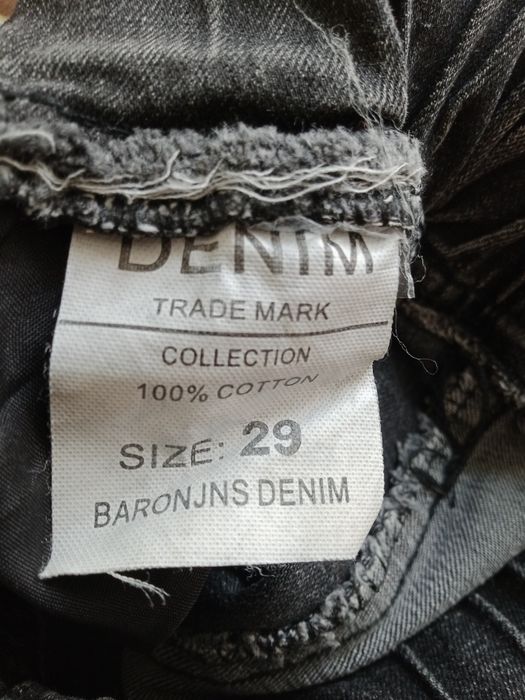 DENIM
TRADE MARK
COLLECTION
100% COTTON
SIZE: 29
BARONJNS DENIM